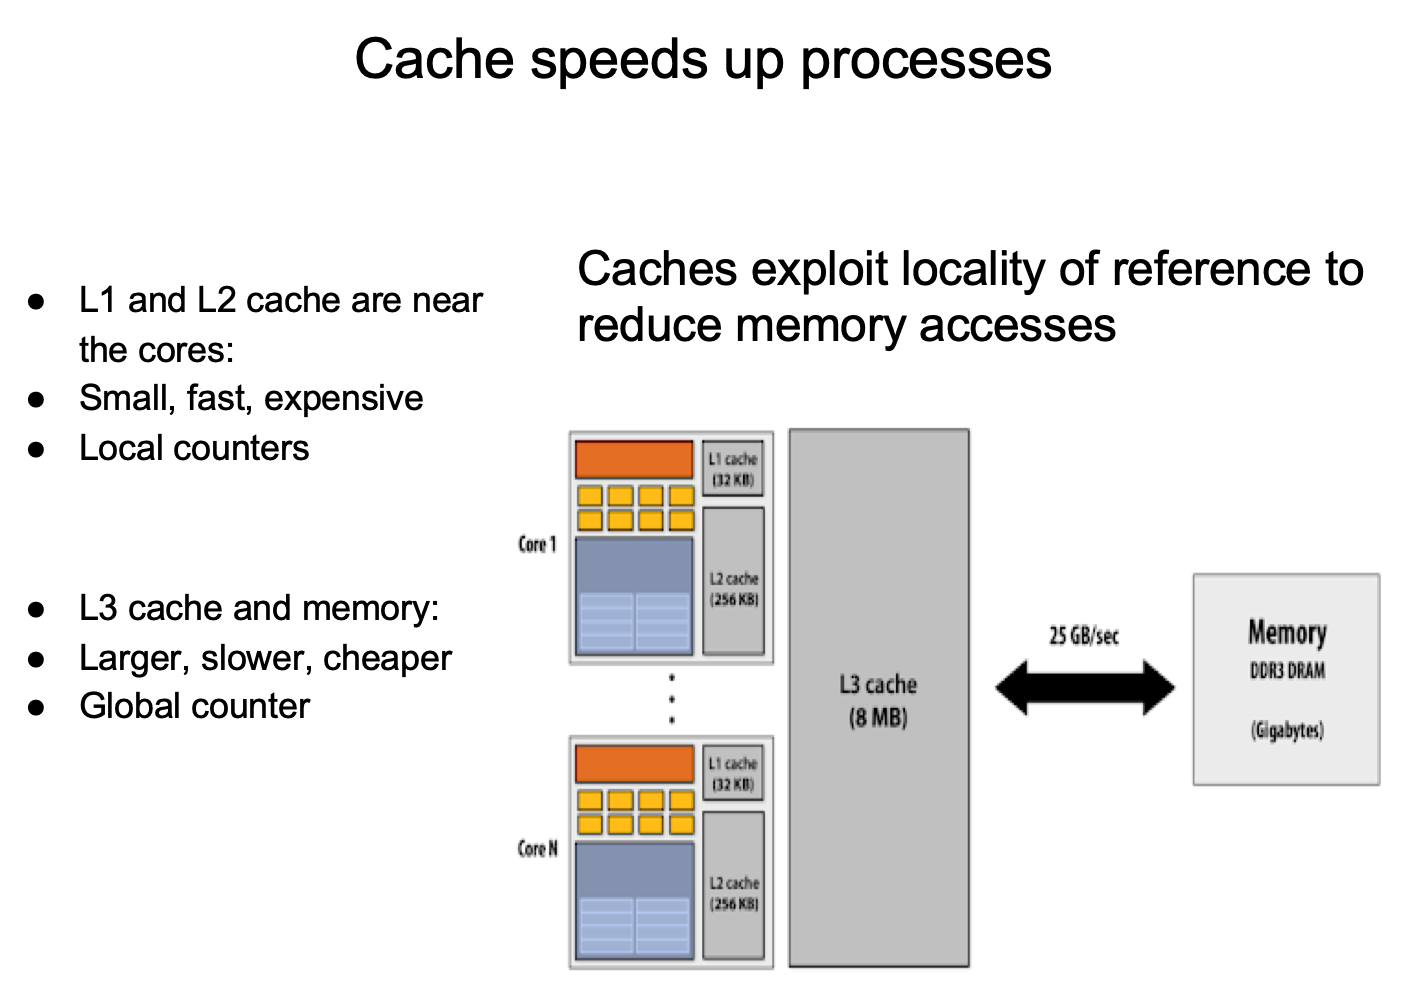 Cache speeds up processes
● L1 and L2 cache are near
the cores:
● Small, fast, expensive
● Local counters
● L3 cache and memory:
● Larger, slower, cheaper
● Global counter
Caches exploit locality of reference to
reduce memory accesses
Core 1
L1 cache
(32 KB)
L2 cache
(256 KB)
Core N
L1 cache
(32 KB)
L2 cache
(256 KB)
L3 cache
(8 MB)
25 GB/sec
Memory
DDR3 DRAM
(Gigabytes)